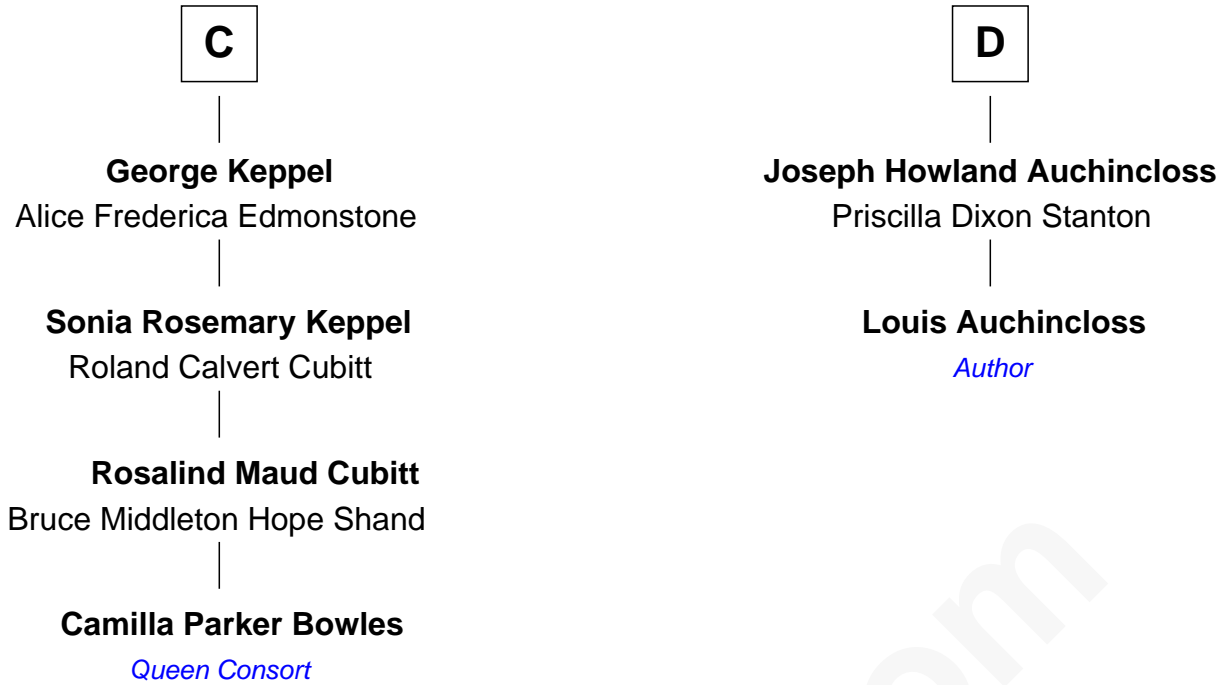 C
George Keppel
Alice Frederica Edmonstone
Sonia Rosemary Keppel
Roland Calvert Cubitt
Rosalind Maud Cubitt
Bruce Middleton Hope Shand
Camilla Parker Bowles
Queen Consort
D
Joseph Howland Auchincloss
Priscilla Dixon Stanton
Louis Auchincloss
Author
om